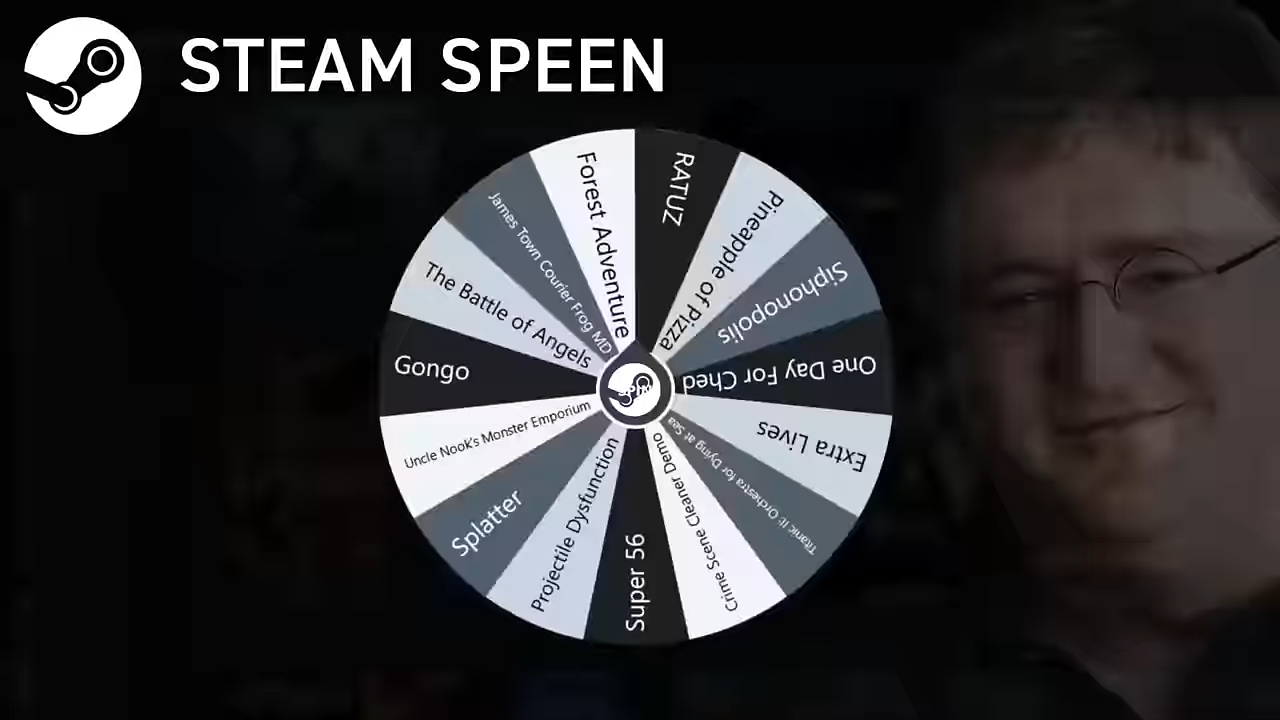 STEAM SPEEN
RATUZ
Pineapple of Pizza
Siphonopolis
One Day For Ched
Extra Lives
Titanic II: Orchestra for Dying at Sea
Crime Scene Cleaner Demo
Super 56
Projectile Dysfunction
Splatter
Uncle Nook's Monster Emporium
Gongo
The Battle of Angels
James Town Courier Frog MD
Forest Adventure
SPIN